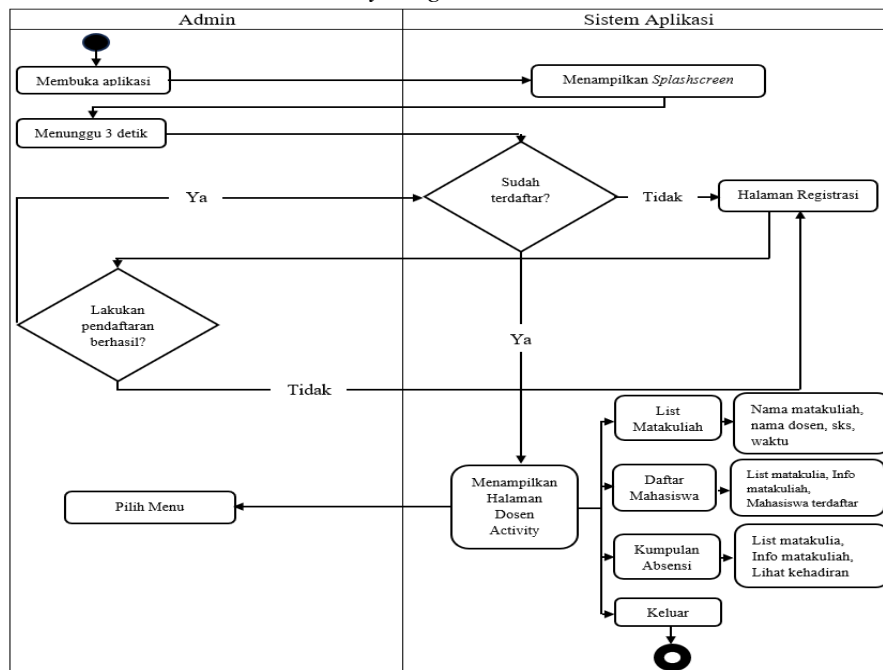 Admin
Sistem Aplikasi
Membuka aplikasi
Menampilkan Splashscreen
Menunggu 3 detik
Sudah
terdaftar?
Ya
Tidak
Halaman Registrasi
Lakukan
pendaftaran
berhasil?
Ya
Tidak
List
Matakuliah
Nama matakuliah,
nama dosen, sks,
waktu
Menampilkan
Halaman
Dosen
Activity
Pilih Menu
Daftar
Mahasiswa
List matakulia, Info
matakuliah,
Mahasiswa terdaftar
Kumpulan
Absensi
List matakulia,
Info matakuliah,
Lihat kehadiran
Keluar